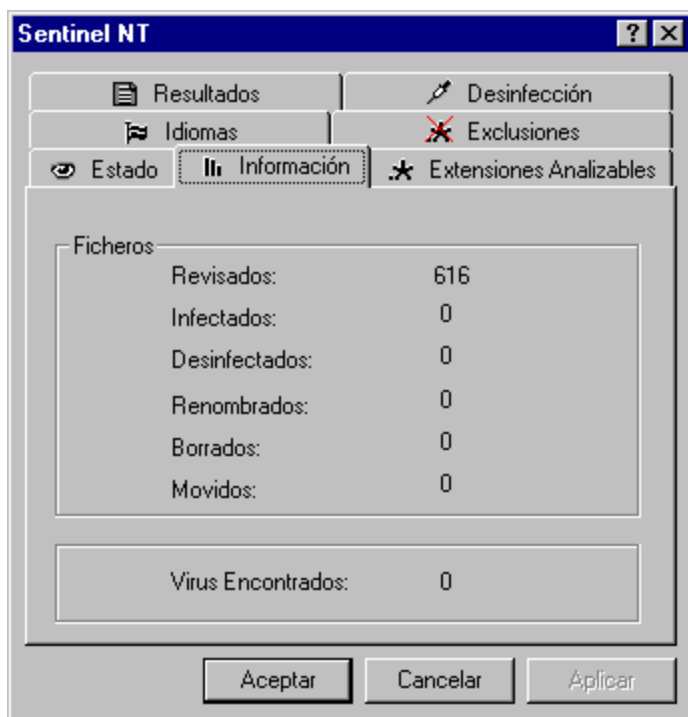 Sentinel NT
Resultados
Desinfección
Idiomas
Exclusiones
Estado
Información
Extensiones Analizables
Ficheros
Revisados: 616
Infectados: 0
Desinfectados: 0
Renombrados: 0
Borrados: 0
Movidos: 0
Virus Encontrados: 0
Aceptar
Cancelar
Aplicar